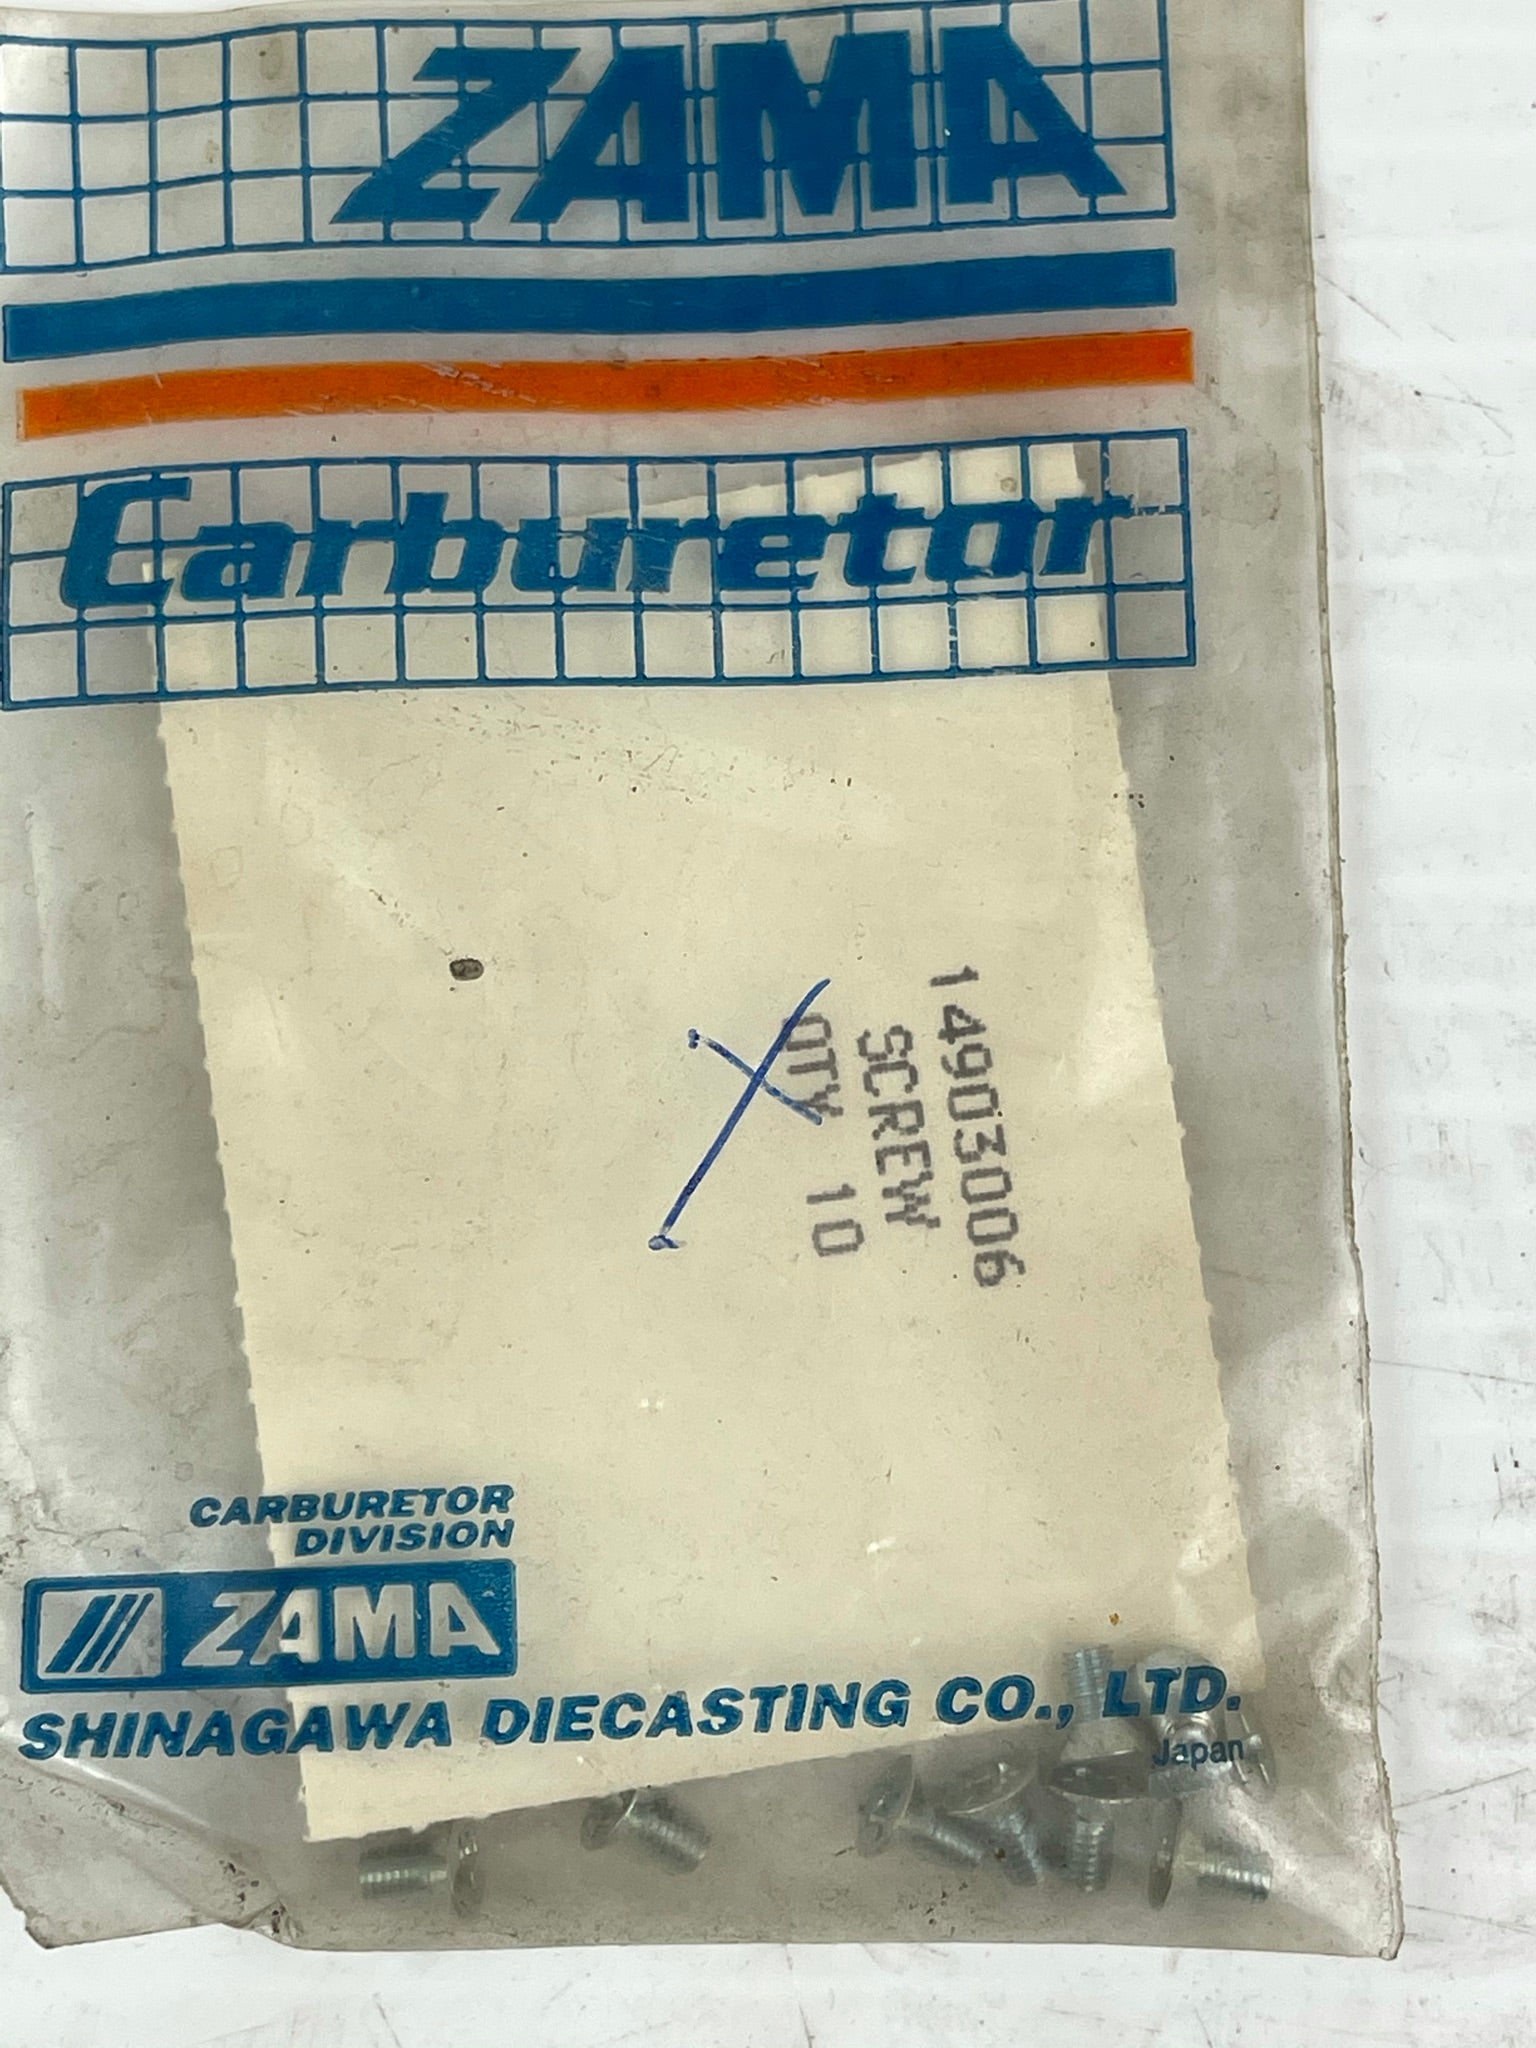 ZAMA
Carburetor
14903006
SCREW
QTY 10
CARBURETOR
DIVISION
ZAMA
SHINAGAWA DIECASTING CO., LTD.
Japan